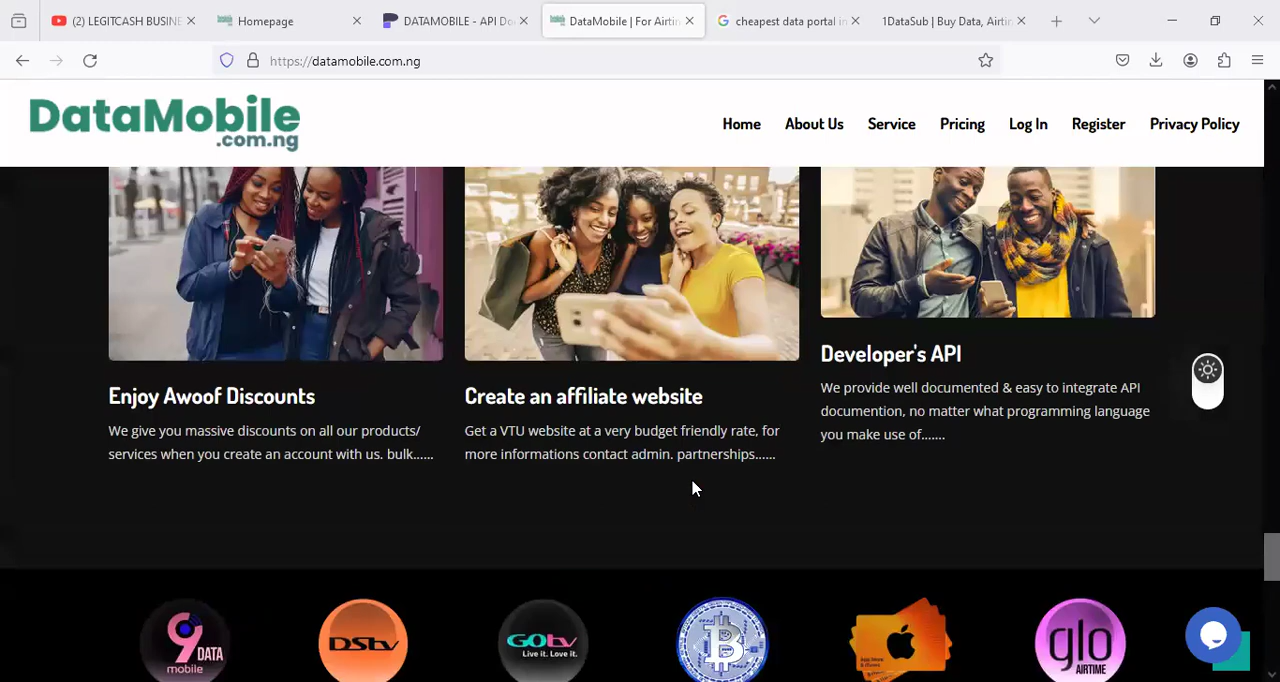 (2) LEGITCASH BUSINE
Homepage
DATAMOBILE - API Do
DataMobile | For Airtin
cheapest data portal in
1DataSub | Buy Data, Airti
https://datamobile.com.ng
DataMobile
.com.ng
Home
About Us
Service
Pricing
Log In
Register
Privacy Policy
Enjoy Awoof Discounts
We give you massive discounts on all our products/
services when you create an account with us. bulk......
Create an affiliate website
Get a VTU website at a very budget friendly rate, for
more informations contact admin. partnerships......
Developer's API
We provide well documented & easy to integrate API
documention, no matter what programming language
you make use of.......
9
DATA
mobile
DStv
GOtv
Live it. Love it.
glo
AIRTIME